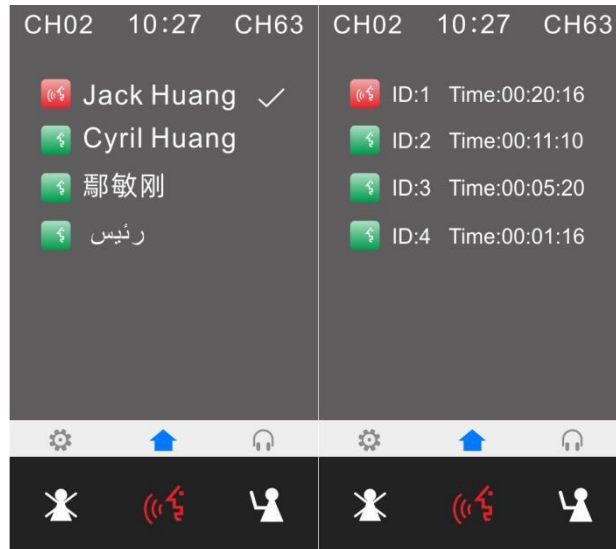 CH02 10:27 CH63
Jack Huang
Cyril Huang
鄢敏刚
رئيس
CH02 10:27 CH63
ID:1 Time:00:20:16
ID:2 Time:00:11:10
ID:3 Time:00:05:20
ID:4 Time:00:01:16